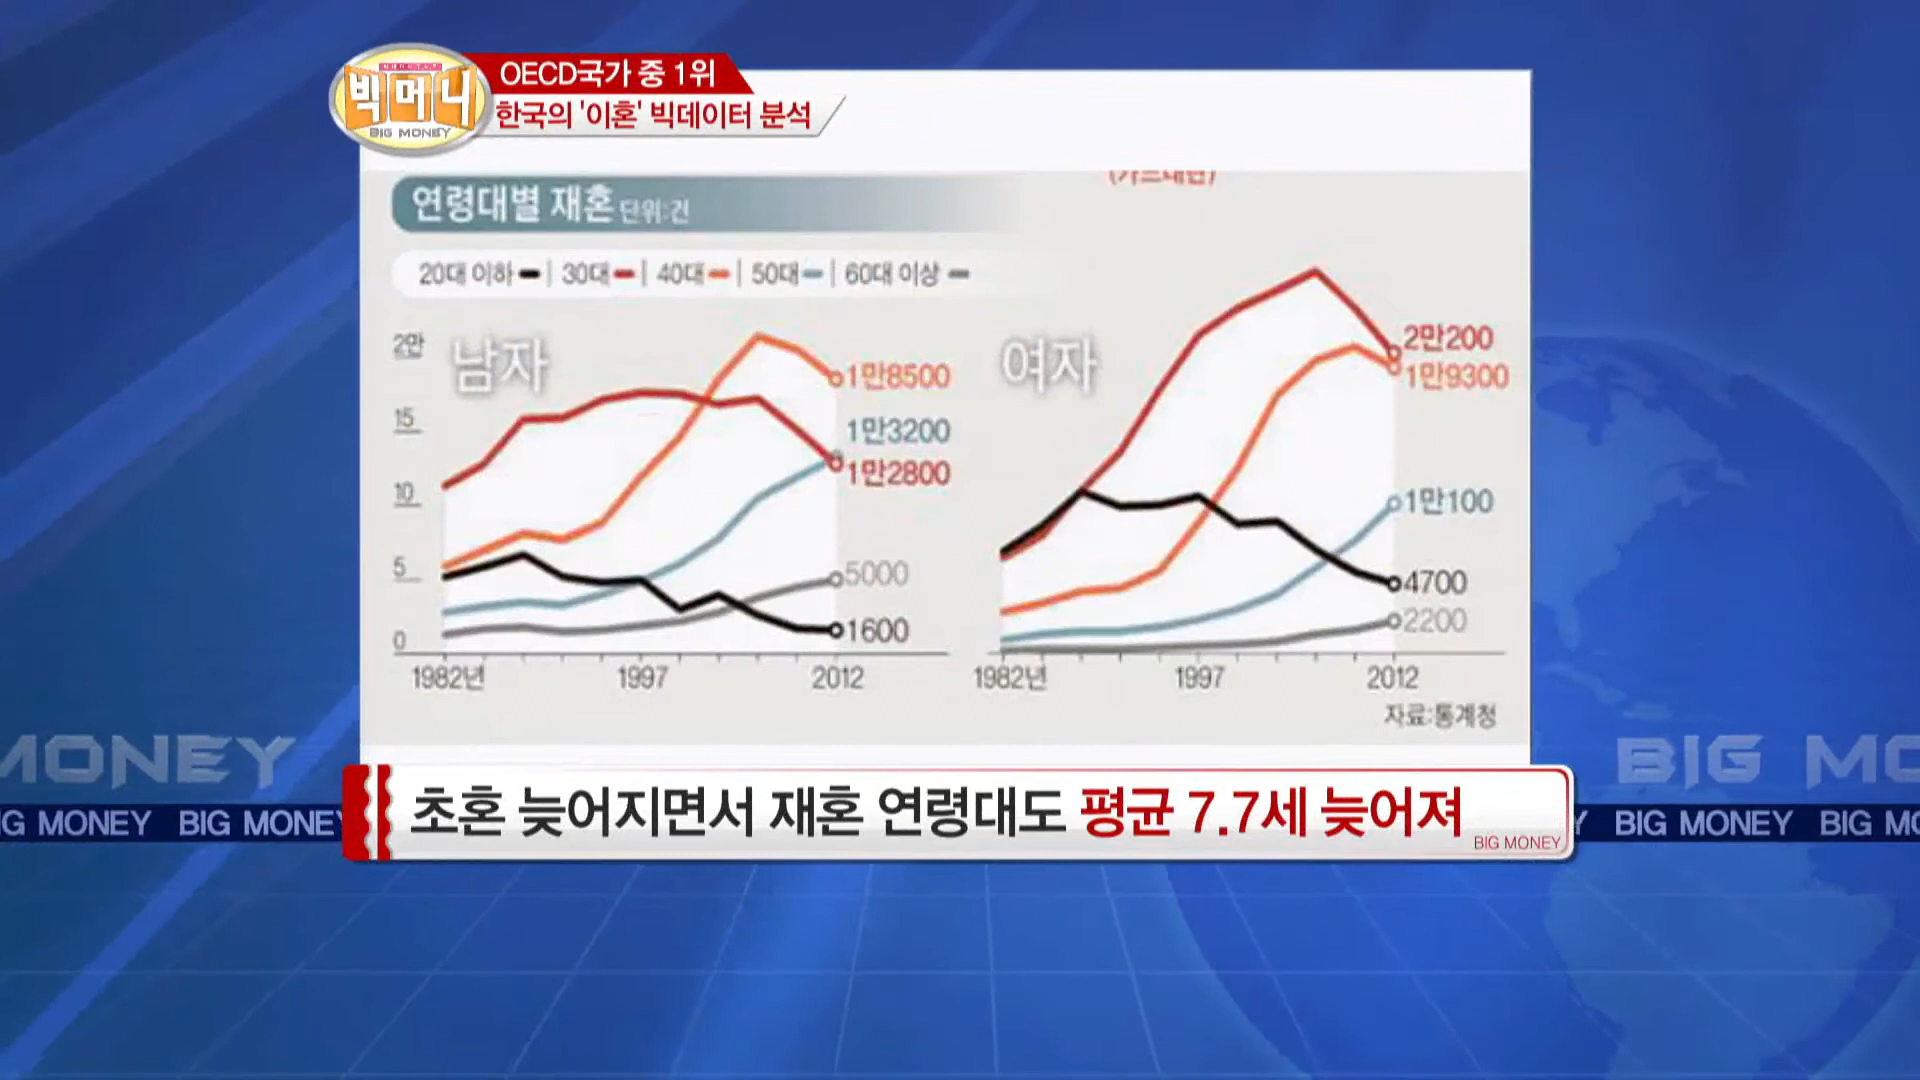 빅머니
BIG MONEY
OECD국가 중 1위
한국의 '이혼' 빅데이터 분석
연령대별 재혼 단위:건
20대 이하 | 30대 | 40대 | 50대 | 60대 이상
남자
2만
15
10
5
0
1만8500
1만3200
1만2800
5000
1600
1982년 1997 2012
여자
2만200
1만9300
1만100
4700
2200
1982년 1997 2012
자료:통계청
초혼 늦어지면서 재혼 연령대도 평균 7.7세 늦어져
BIG MONEY
MONEY
BIG MO
IG MONEY BIG MONEY
BIG MONEY BIG MO